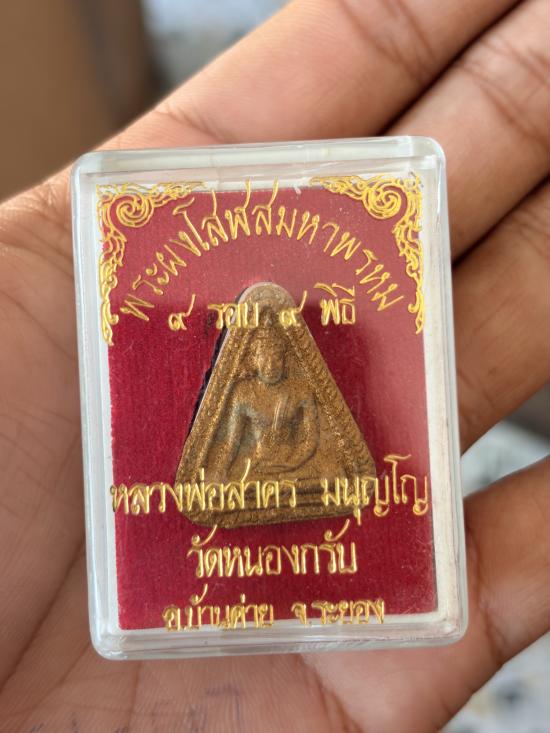 พระผงโสฬสมหาพรหม
๙ รอบ ๙ พิธี
หลวงพ่อสาคร มนุญโญ
วัดหนองกรับ
อ.บ้านค่าย จ.ระยอง